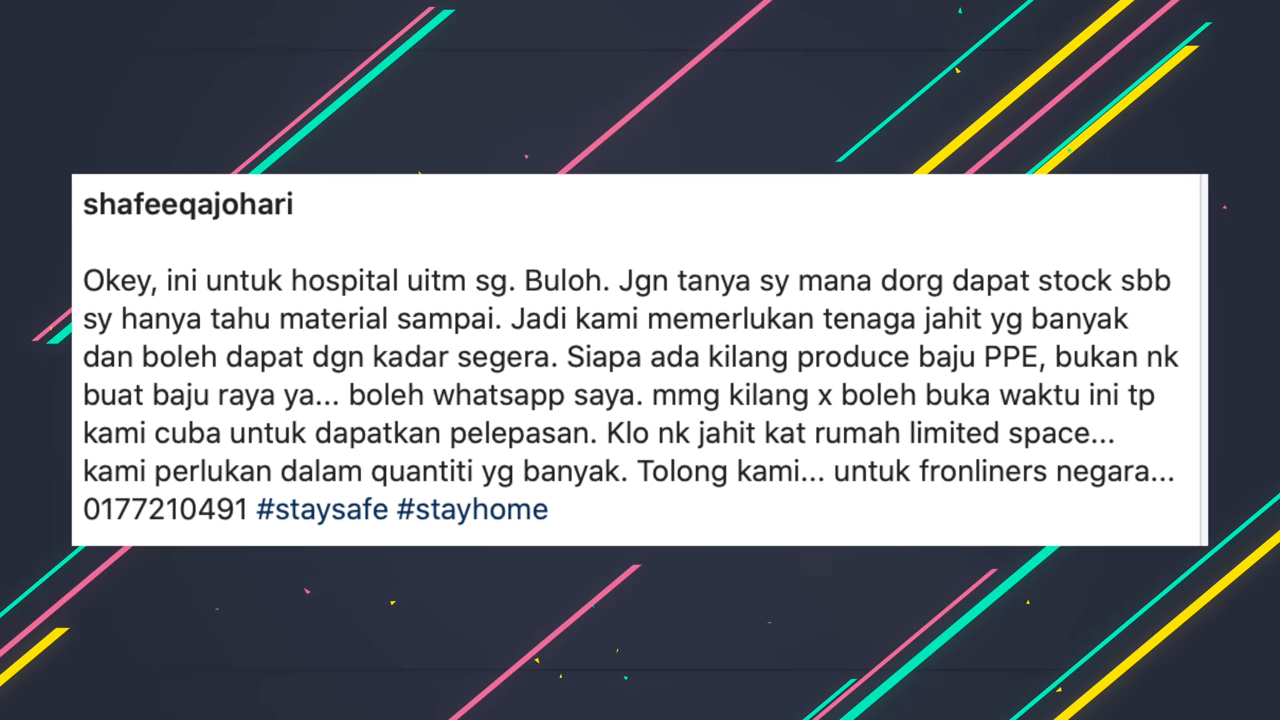 shafeeqajohari
Okey, ini untuk hospital uitm sg. Buloh. Jgn tanya sy mana dorg dapat stock sbb
sy hanya tahu material sampai. Jadi kami memerlukan tenaga jahit yg banyak
dan boleh dapat dgn kadar segera. Siapa ada kilang produce baju PPE, bukan nk
buat baju raya ya... boleh whatsapp saya. mmg kilang x boleh buka waktu ini tp
kami cuba untuk dapatkan pelepasan. Klo nk jahit kat rumah limited space...
kami perlukan dalam quantiti yg banyak. Tolong kami... untuk fronliners negara...
0177210491 #staysafe #stayhome